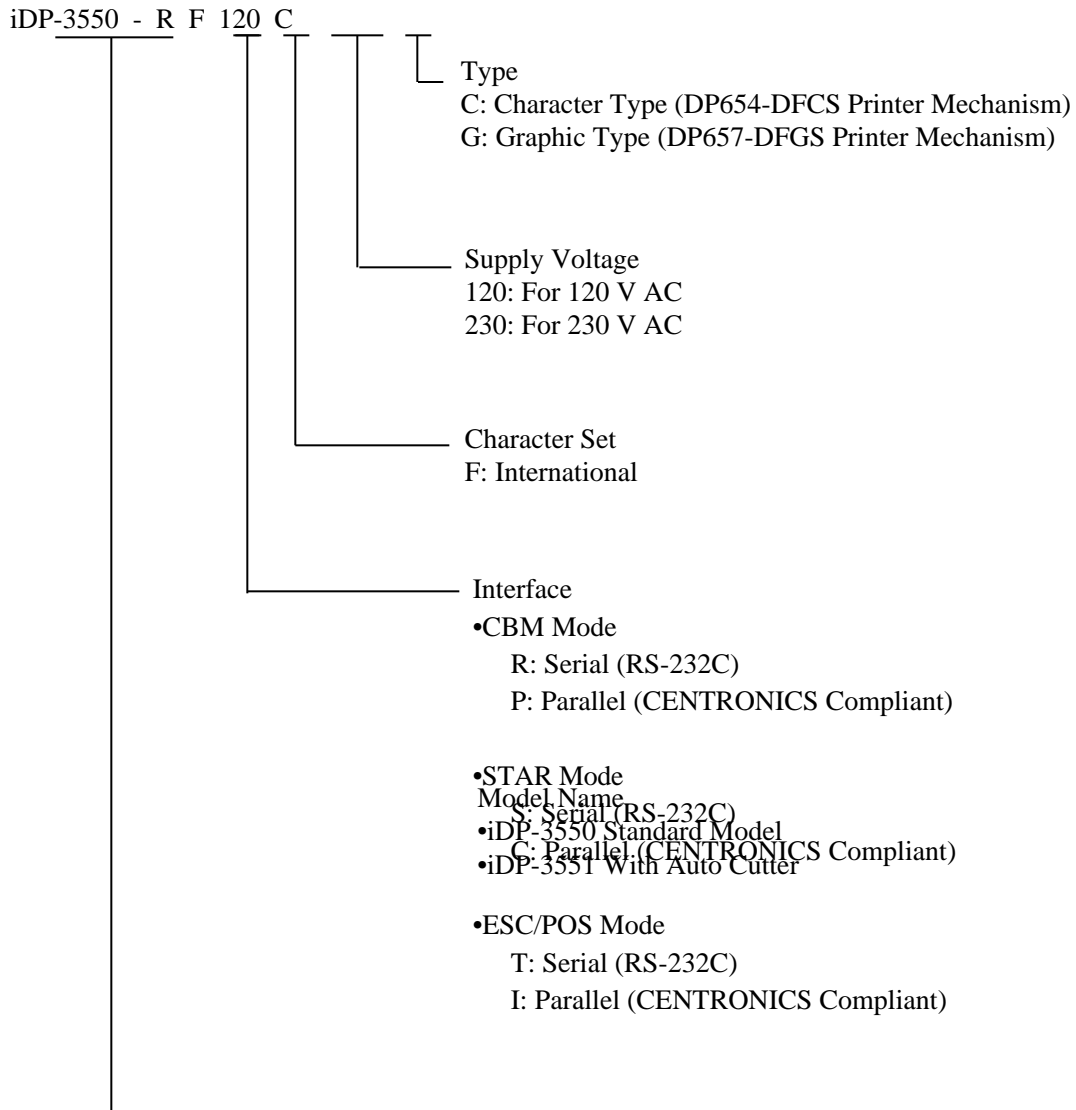 iDP-3550 - R F 120 C
Type
C: Character Type (DP654-DFCS Printer Mechanism)
G: Graphic Type (DP657-DFGS Printer Mechanism)
Supply Voltage
120: For 120 V AC
230: For 230 V AC
Character Set
F: International
Interface
•CBM Mode
R: Serial (RS-232C)
P: Parallel (CENTRONICS Compliant)
•STAR Mode
S: Serial (RS-232C)
C: Parallel (CENTRONICS Compliant)
•ESC/POS Mode
T: Serial (RS-232C)
I: Parallel (CENTRONICS Compliant)
Model Name
•iDP-3550 Standard Model
•iDP-3551 With Auto Cutter